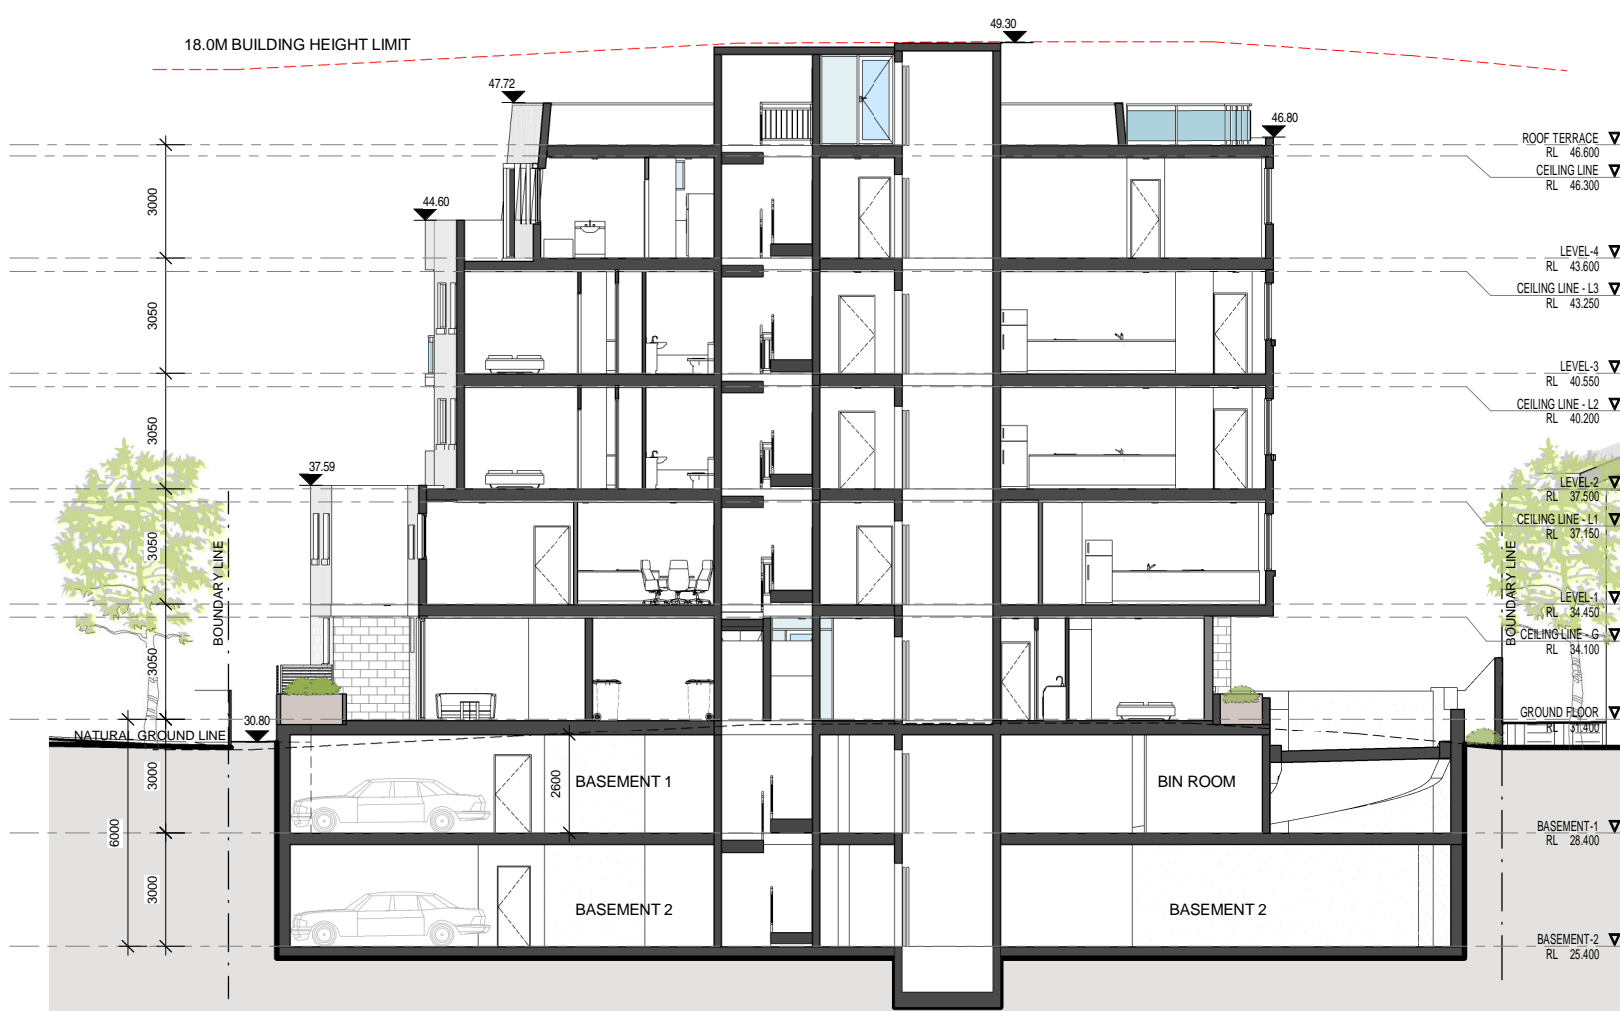 49.30
18.0M BUILDING HEIGHT LIMIT
47.72
46.80
ROOF TERRACE
RL 46.600
CEILING LINE
RL 46.300
3000
44.60
LEVEL-4
RL 43.600
CEILING LINE - L3
RL 43.250
3050
LEVEL-3
RL 40.550
CEILING LINE - L2
RL 40.200
3050
37.59
LEVEL-2
RL 37.500
CEILING LINE - L1
RL 37.150
3050
BOUNDARY LINE
BOUNDARY LINE
LEVEL-1
RL 34.450
CEILING LINE - G
RL 34.100
3050
30.80
GROUND FLOOR
RL 31.400
NATURAL GROUND LINE
3000
2600
BASEMENT 1
BIN ROOM
6000
BASEMENT-1
RL 28.400
3000
BASEMENT 2
BASEMENT 2
BASEMENT-2
RL 25.400